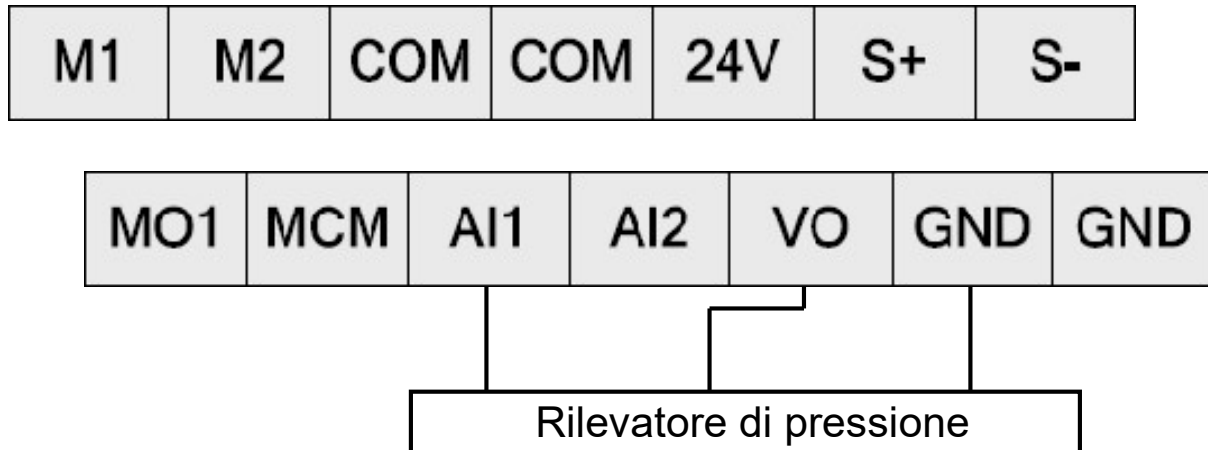 M1 M2 COM COM 24V S+ S-
MO1 MCM AI1 AI2 VO GND GND
Rilevatore di pressione